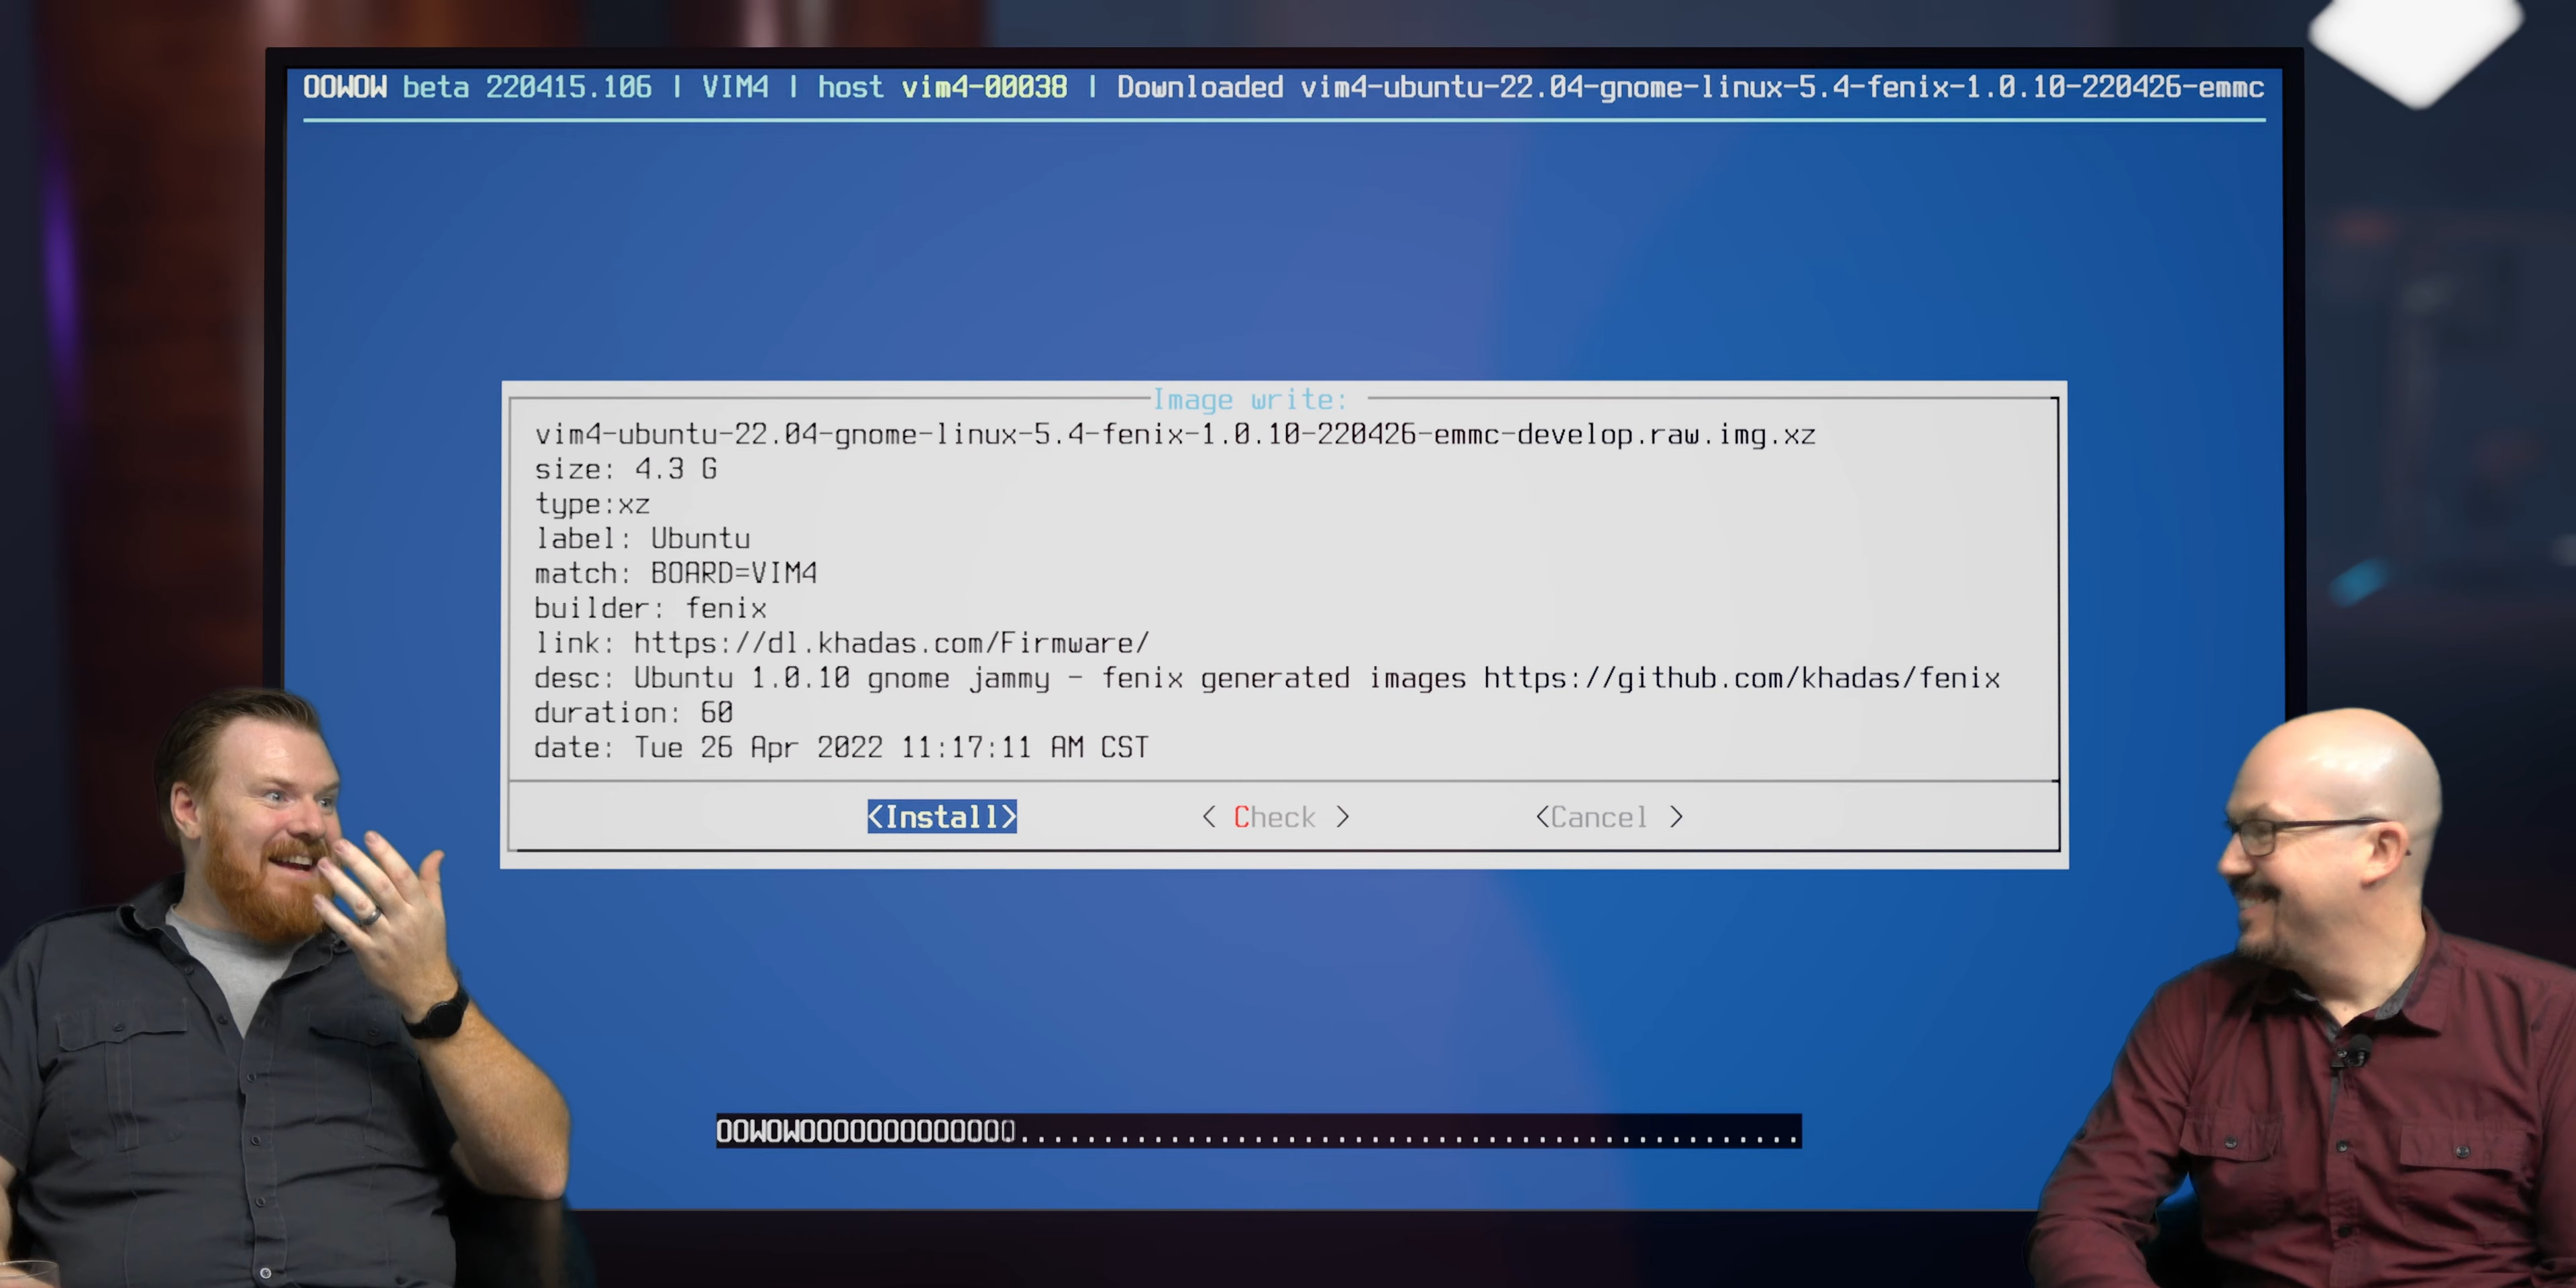 OOWOW beta 220415.106 | VIM4 | host vim4-00038 | Downloaded vim4-ubuntu-22.04-gnome-linux-5.4-fenix-1.0.10-220426-emmc
Image write:
vim4-ubuntu-22.04-gnome-linux-5.4-fenix-1.0.10-220426-emmc-develop.raw.img.xz
size: 4.3 G
type:xz
label: Ubuntu
match: BOARD=VIM4
builder: fenix
link: https://dl.khadas.com/Firmware/
desc: Ubuntu 1.0.10 gnome jammy - fenix generated images https://github.com/khadas/fenix
duration: 60
date: Tue 26 Apr 2022 11:17:11 AM CST
<Install> < Check > <Cancel >
OOWOWOOOOOOOOOOOOO...............................................